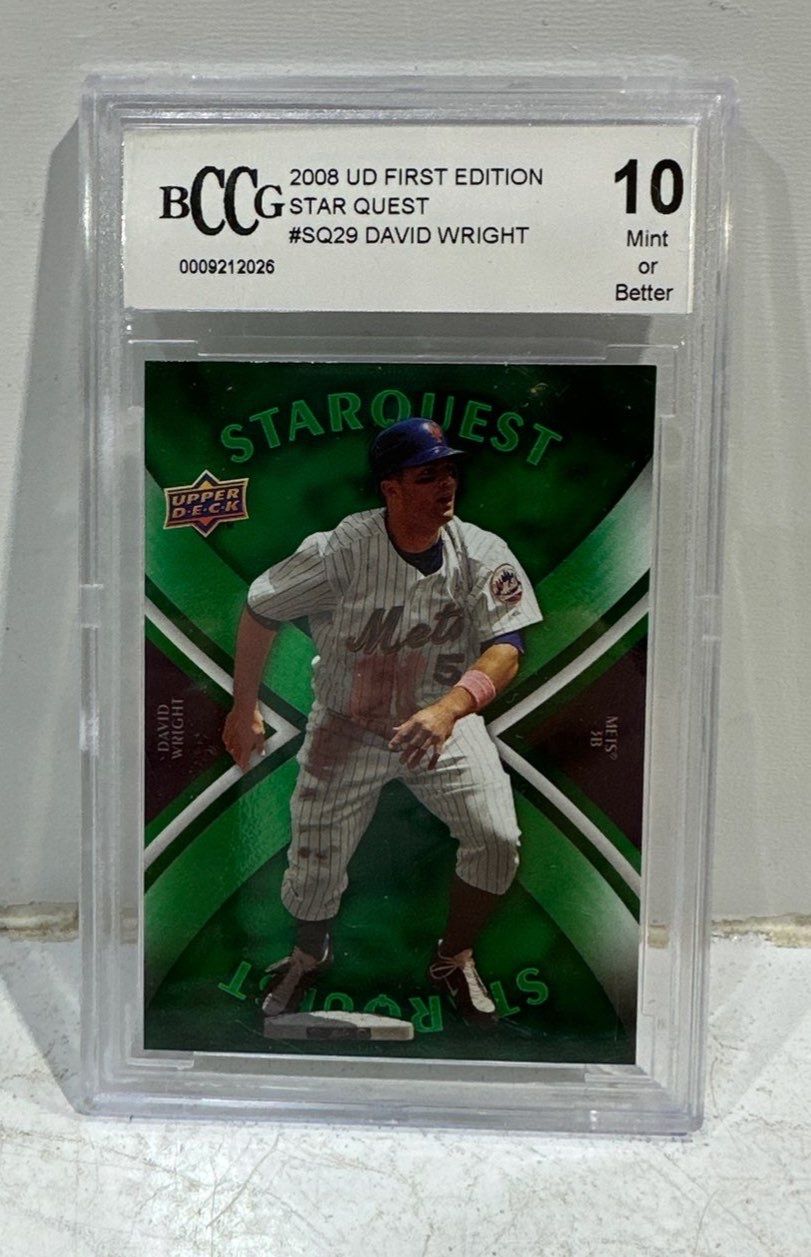 BCCG
2008 UD FIRST EDITION
STAR QUEST
#SQ29 DAVID WRIGHT
0009212026
10
Mint
or
Better
STARQUEST
UPPER
D·E·C·K
Mets
5
DAVID
WRIGHT
METS®
3B
STARQUEST